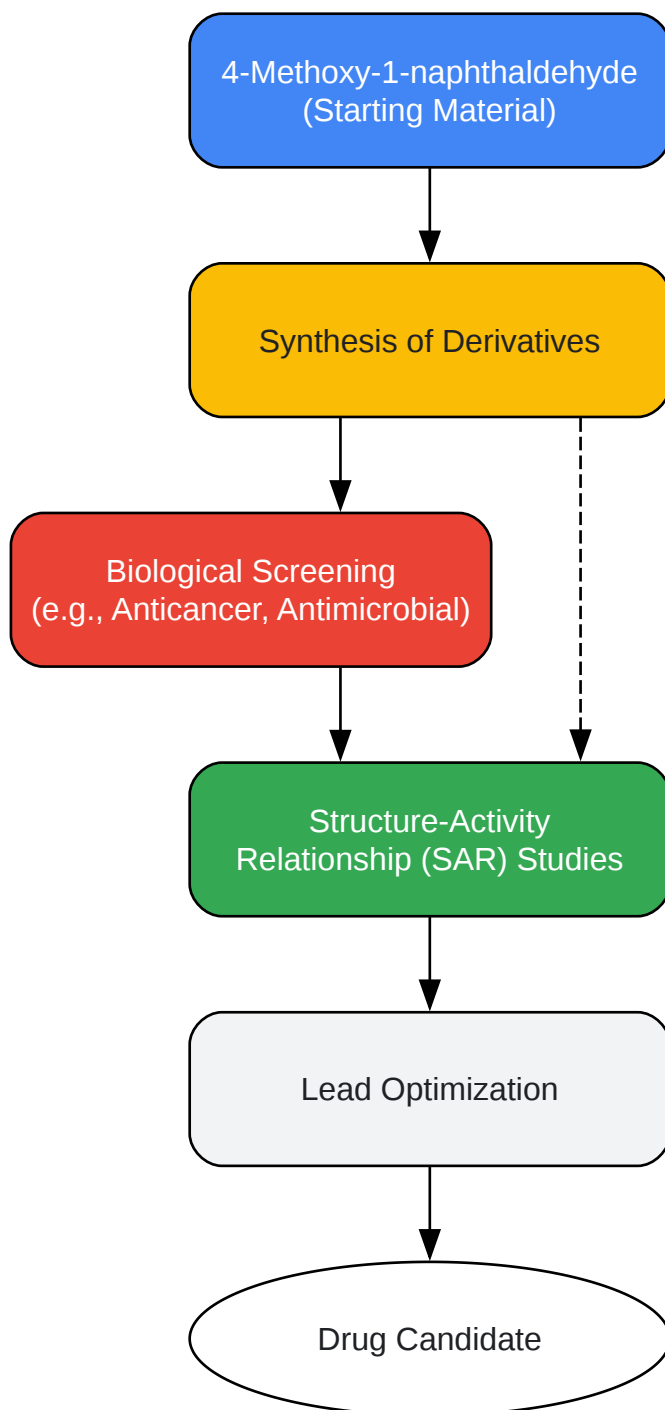 4-Methoxy-1-naphthaldehyde
(Starting Material)
Synthesis of Derivatives
Biological Screening
(e.g., Anticancer, Antimicrobial)
Structure-Activity
Relationship (SAR) Studies
Lead Optimization
Drug Candidate